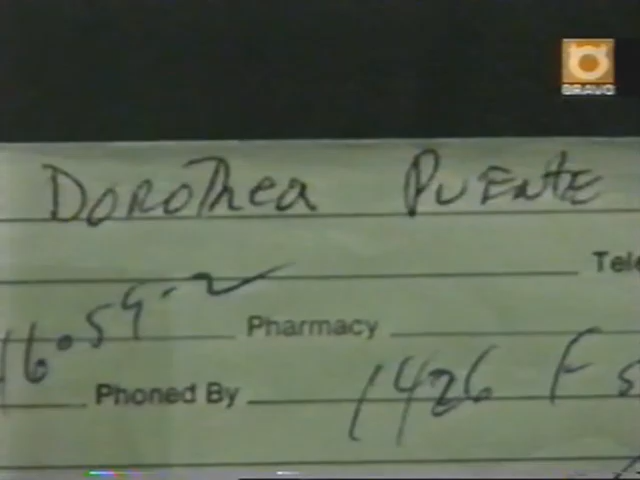 BRAVO
DOROThea PUENTE
Tele
16.59
Pharmacy
Phoned By 1426 F S